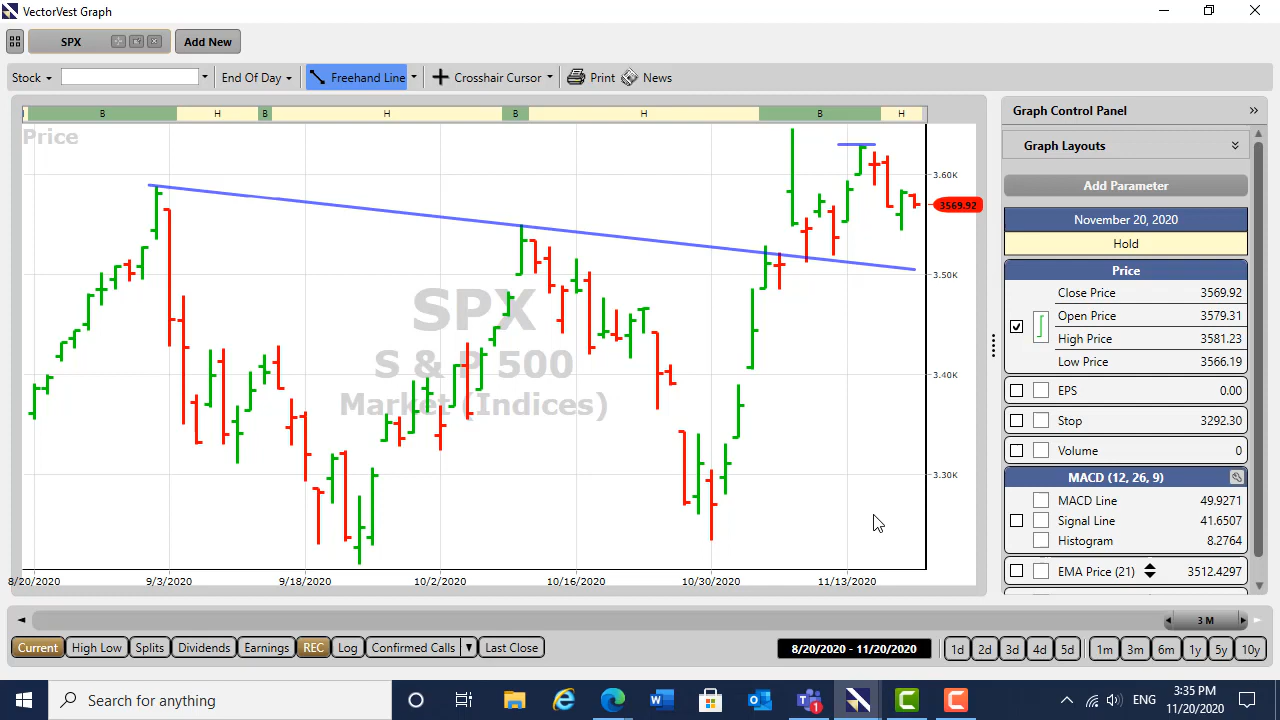 VectorVest Graph
SPX
Add New
Stock
End Of Day
Freehand Line
Crosshair Cursor
Print
News
B H B H B H B H
Price
SPX
S & P 500
Market (Indices)
3.60K
3569.92
3.50K
3.40K
3.30K
8/20/2020 9/3/2020 9/18/2020 10/2/2020 10/16/2020 10/30/2020 11/13/2020
Graph Control Panel
Graph Layouts
Add Parameter
November 20, 2020
Hold
Price
Close Price 3569.92
Open Price 3579.31
High Price 3581.23
Low Price 3566.19
EPS 0.00
Stop 3292.30
Volume 0
MACD (12, 26, 9)
MACD Line 49.9271
Signal Line 41.6507
Histogram 8.2764
EMA Price (21) 3512.4297
3 M
Current High Low Splits Dividends Earnings REC Log Confirmed Calls Last Close
8/20/2020 - 11/20/2020
1d 2d 3d 4d 5d 1m 3m 6m 1y 5y 10y
Search for anything
ENG
3:35 PM
11/20/2020